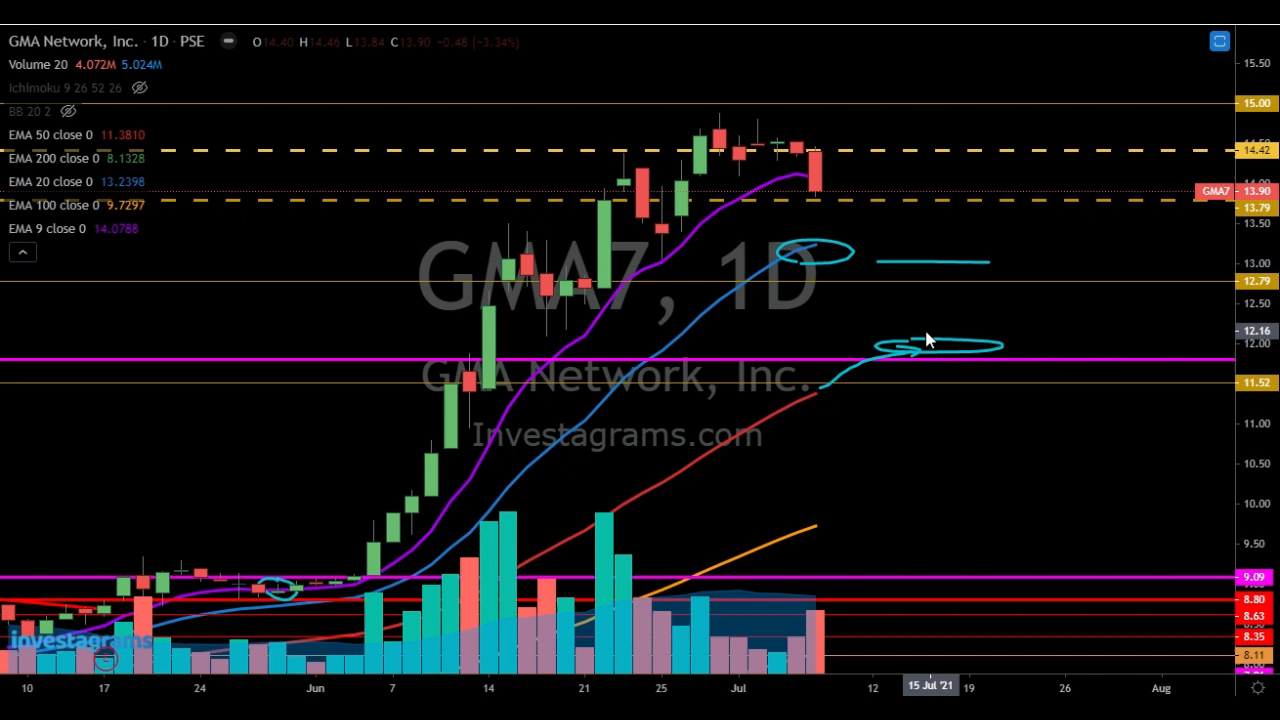 GMA Network, Inc. · 1D · PSE O14.40 H14.46 L13.84 C13.90 -0.48 (-3.34%)
Volume 20 4.072M 5.024M
Ichimoku 9 26 52 26
BB 20 2
EMA 50 close 0 11.3810
EMA 200 close 0 8.1328
EMA 20 close 0 13.2398
EMA 100 close 0 9.7297
EMA 9 close 0 14.0788
GMA7, 1D
GMA Network, Inc.
Investagrams.com
investagrams
15.50
15.00
14.42
14.00
GMA7 13.90
13.79
13.50
13.00
12.79
12.50
12.16
12.00
11.52
11.00
10.50
10.00
9.50
9.09
8.80
8.63
8.35
8.11
10 17 24 Jun 7 14 21 25 Jul 12 15 Jul '21 19 26 Aug